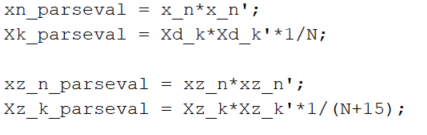 xn_parseval = x_n*x_n';
Xk_parseval = Xd_k*Xd_k'*1/N;
xz_n_parseval = xz_n*xz_n';
Xz_k_parseval = Xz_k*Xz_k'*1/(N+15);